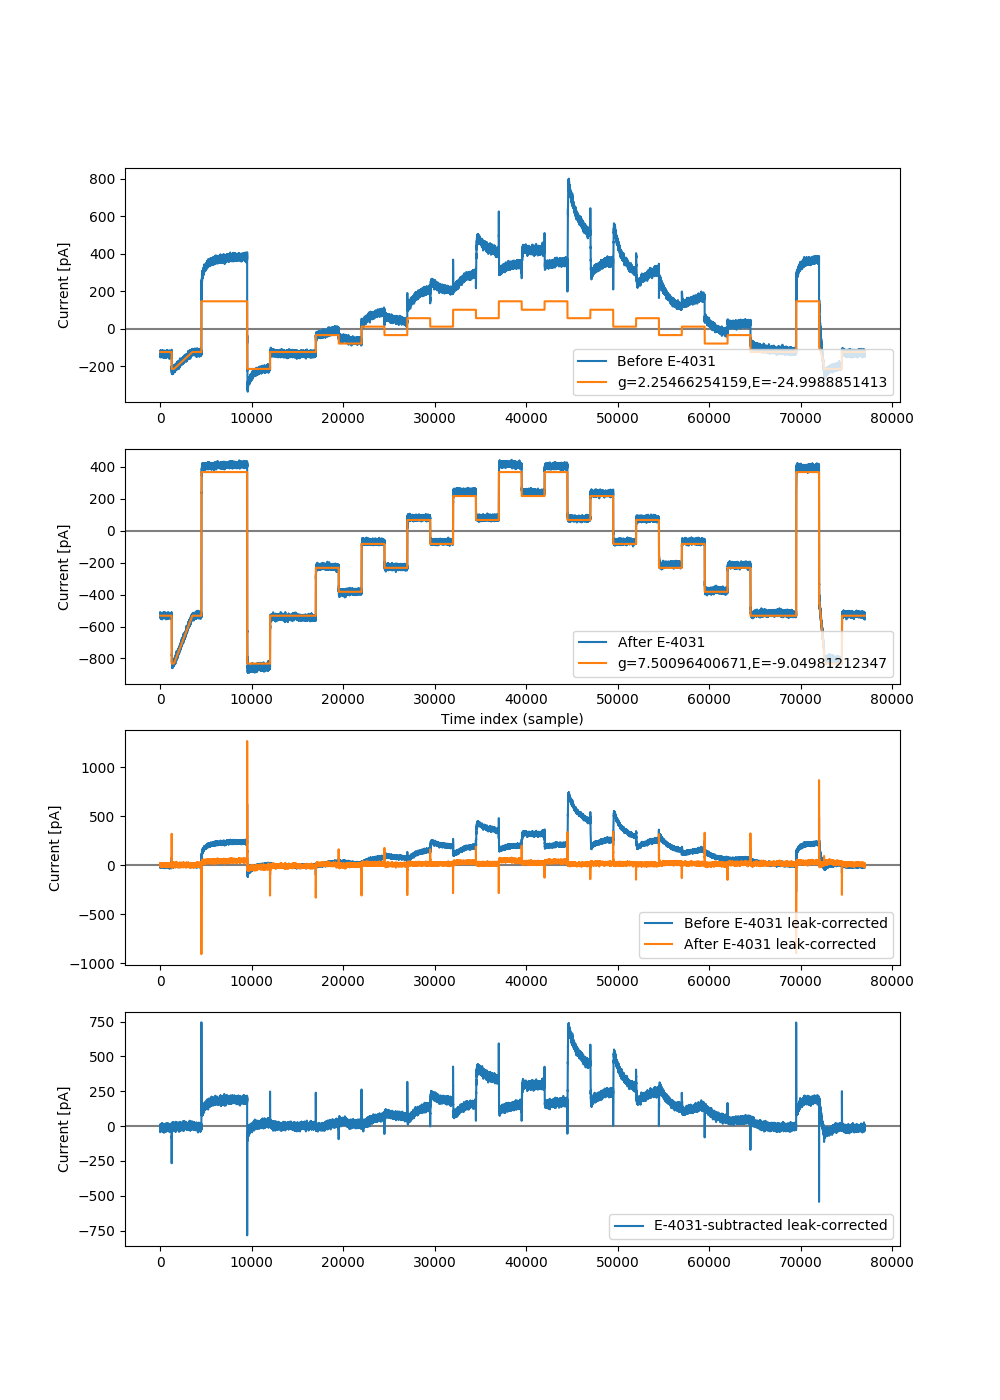 800
600
400
200
0
−200
Current [pA]
Before E-4031
g=2.25466254159,E=-24.9988851413
0 10000 20000 30000 40000 50000 60000 70000 80000
400
200
0
−200
−400
−600
−800
Current [pA]
After E-4031
g=7.50096400671,E=-9.04981212347
0 10000 20000 30000 40000 50000 60000 70000 80000
Time index (sample)
1000
500
0
−500
−1000
Current [pA]
Before E-4031 leak-corrected
After E-4031 leak-corrected
0 10000 20000 30000 40000 50000 60000 70000 80000
750
500
250
0
−250
−500
−750
Current [pA]
E-4031-subtracted leak-corrected
0 10000 20000 30000 40000 50000 60000 70000 80000